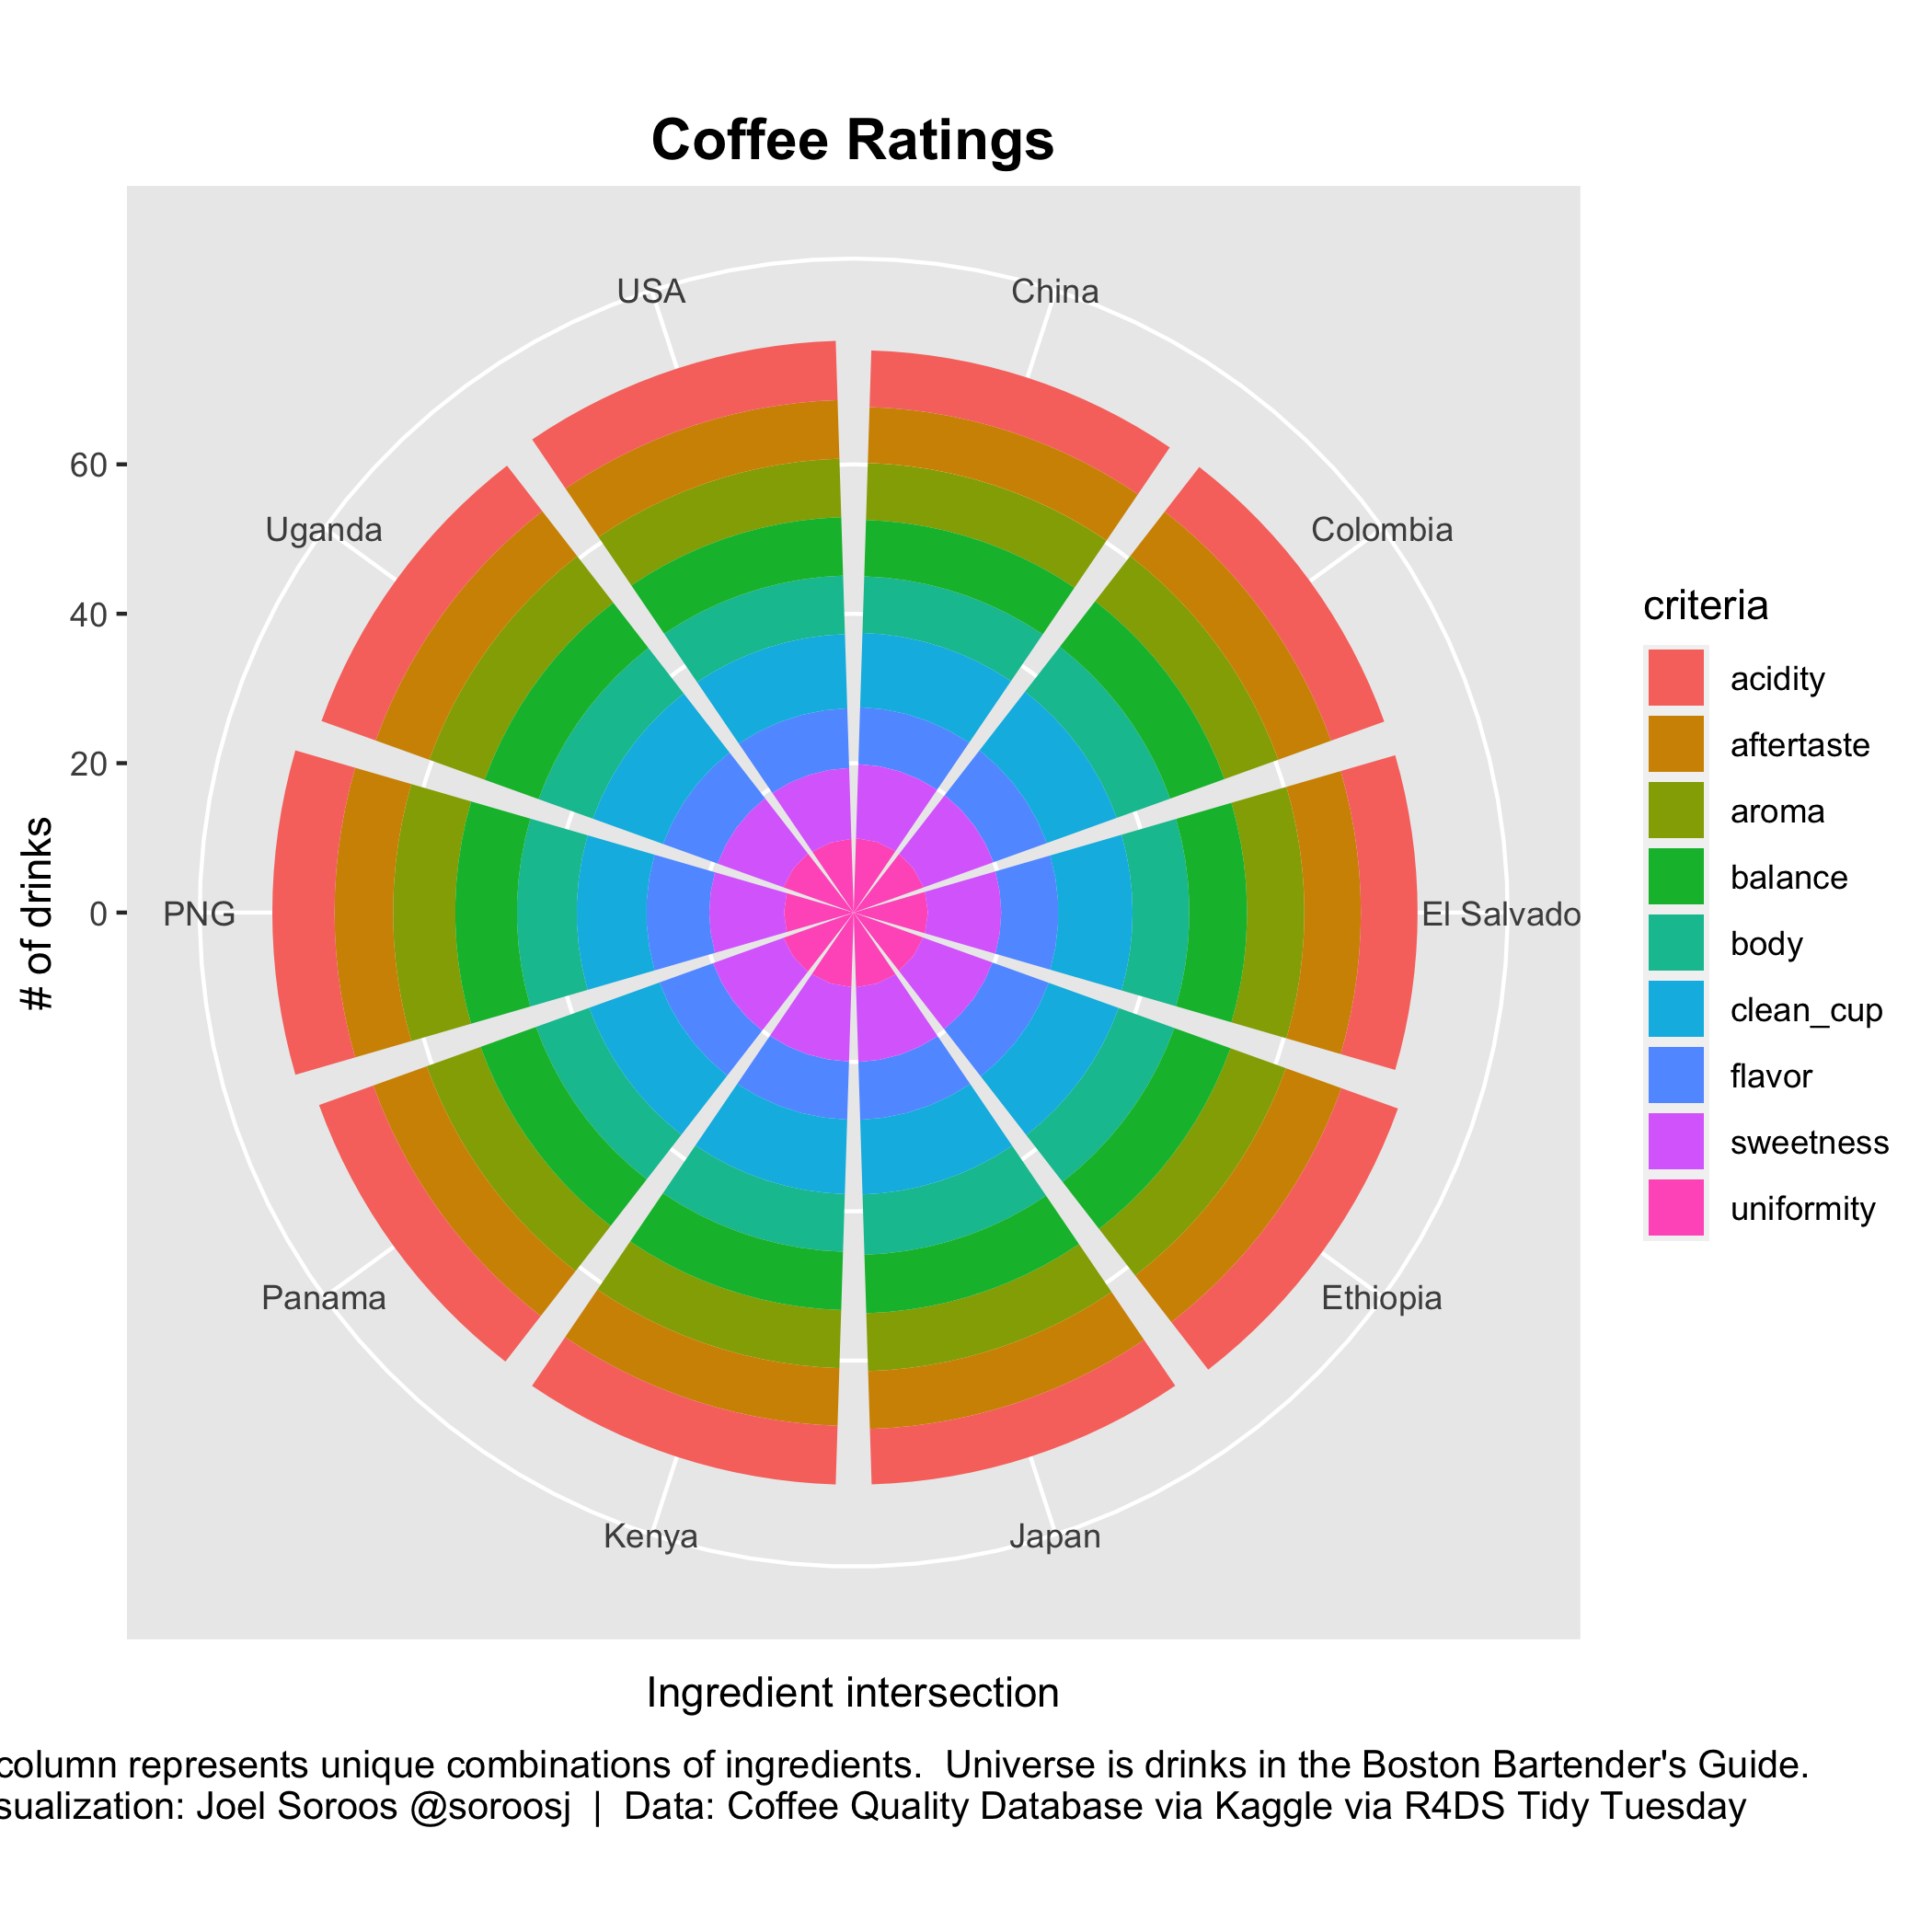 Coffee Ratings
USA
China
Uganda
Colombia
PNG
El Salvado
Panama
Ethiopia
Kenya
Japan
60
40
20
0
# of drinks
Ingredient intersection
criteria
acidity
aftertaste
aroma
balance
body
clean_cup
flavor
sweetness
uniformity
column represents unique combinations of ingredients.  Universe is drinks in the Boston Bartender's Guide.
sualization: Joel Soroos @soroosj  |  Data: Coffee Quality Database via Kaggle via R4DS Tidy Tuesday